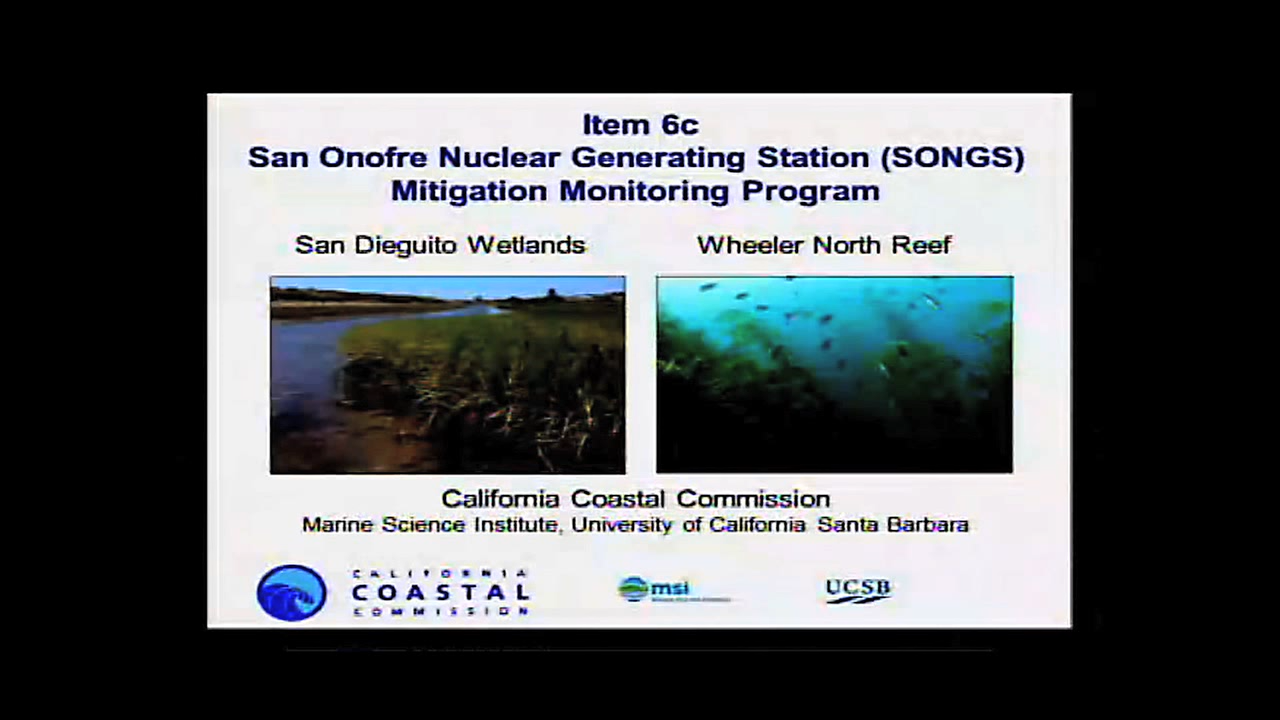 Item 6c
San Onofre Nuclear Generating Station (SONGS)
Mitigation Monitoring Program
San Dieguito Wetlands
Wheeler North Reef
California Coastal Commission
Marine Science Institute, University of California Santa Barbara
CALIFORNIA
COASTAL
COMMISSION
msi
UCSB